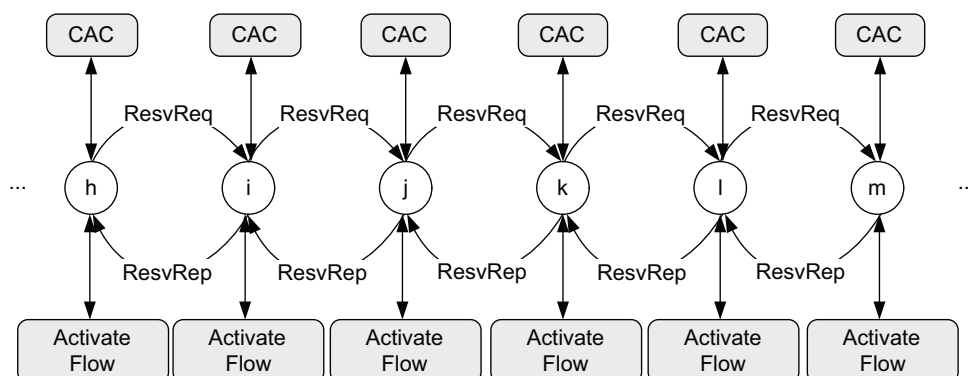 CAC CAC CAC CAC CAC CAC
ResvReq ResvReq ResvReq ResvReq ResvReq
... h i j k l m ...
ResvRep ResvRep ResvRep ResvRep ResvRep
Activate Activate Activate Activate Activate Activate
Flow Flow Flow Flow Flow Flow